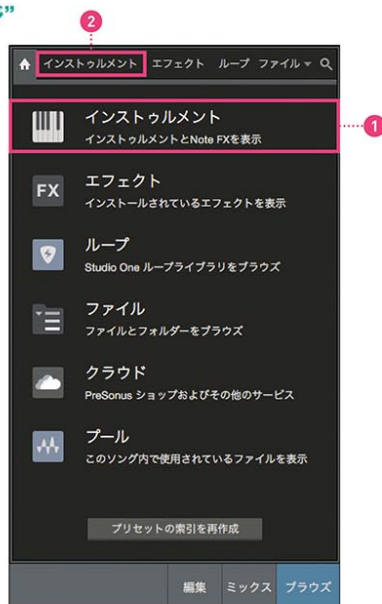 ❷
インストゥルメント エフェクト ループ ファイル
インストゥルメント
インストゥルメントとNote FXを表示
❶
FX
エフェクト
インストールされているエフェクトを表示
ループ
Studio One ループライブラリをブラウズ
ファイル
ファイルとフォルダーをブラウズ
クラウド
PreSonus ショップおよびその他のサービス
プール
このソング内で使用されているファイルを表示
プリセットの索引を再作成
編集 ミックス ブラウズ